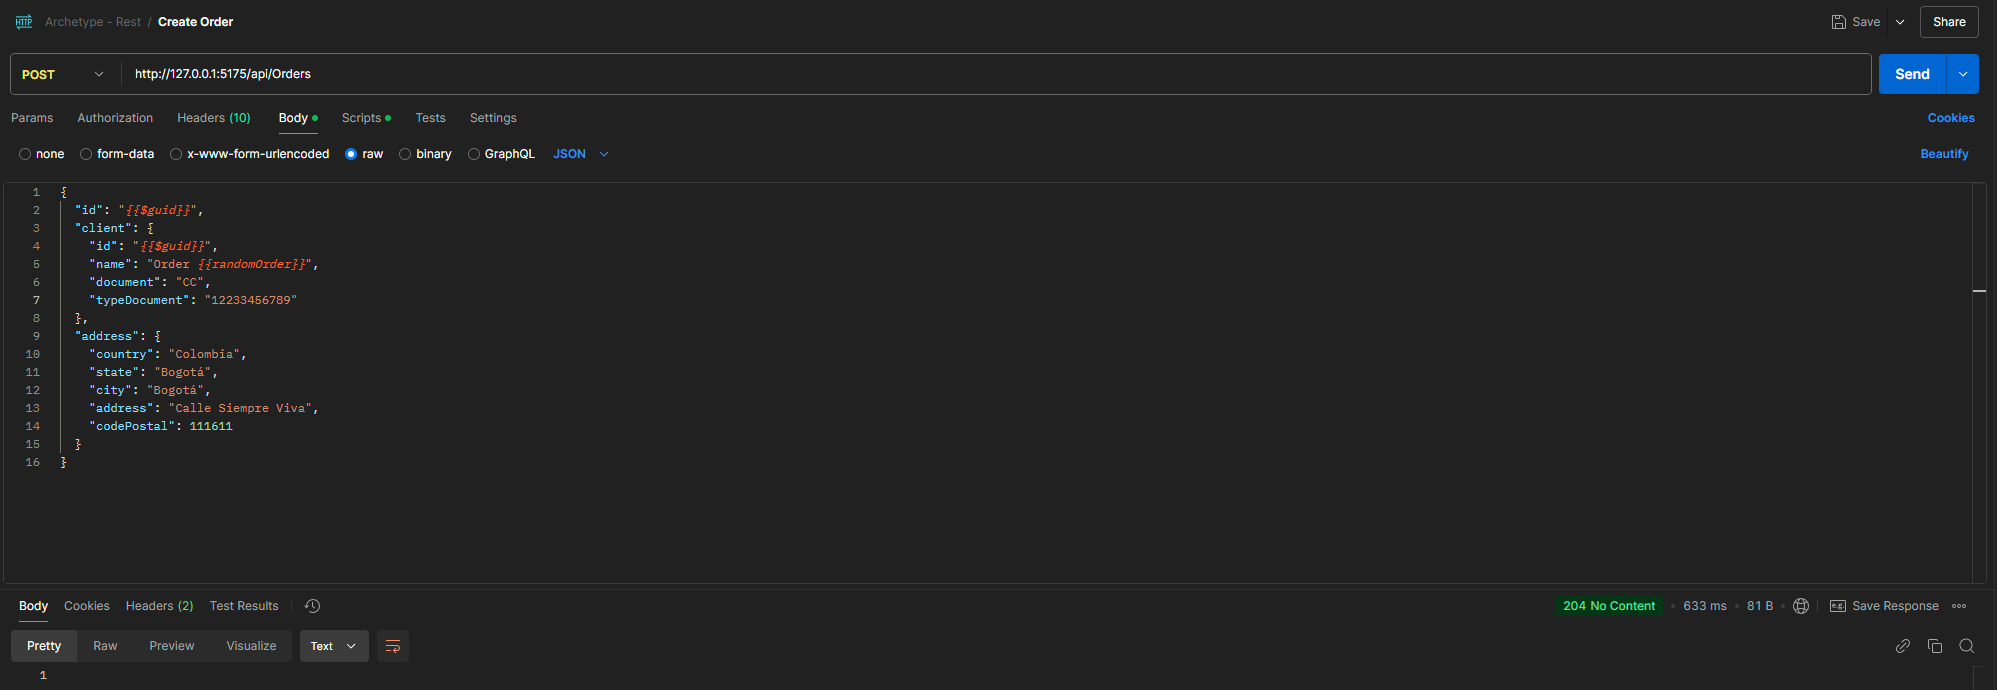 HTTP Archetype - Rest / Create Order Save Share
POST http://127.0.0.1:5175/api/Orders Send
Params Authorization Headers (10) Body Scripts Tests Settings Cookies
none form-data x-www-form-urlencoded raw binary GraphQL JSON Beautify
1 {
2 "id": "{{$guid}}",
3 "client": {
4 "id": "{{$guid}}",
5 "name": "Order {{randomOrder}}",
6 "document": "CC",
7 "typeDocument": "12233456789"
8 },
9 "address": {
10 "country": "Colombia",
11 "state": "Bogotá",
12 "city": "Bogotá",
13 "address": "Calle Siempre Viva",
14 "codePostal": 111611
15 }
16 }
Body Cookies Headers (2) Test Results 204 No Content • 633 ms • 81 B • e.g. Save Response
Pretty Raw Preview Visualize Text
1